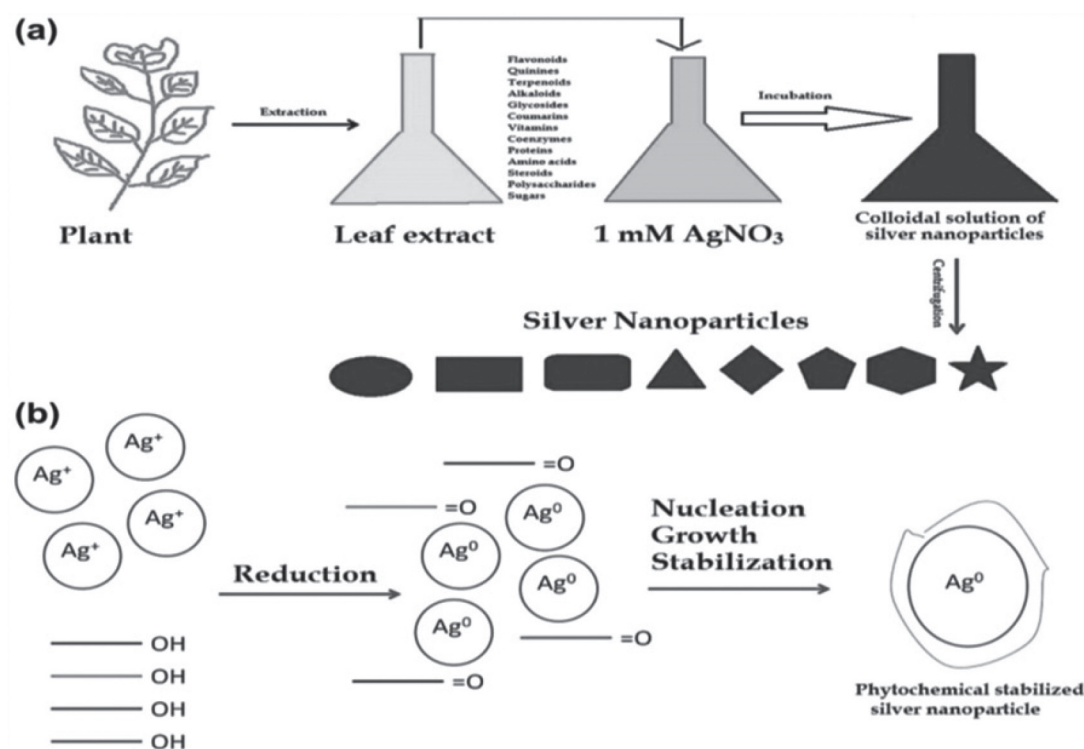 (a)
Extraction
Flavonoids
Quinines
Terpenoids
Alkaloids
Glycosides
Coumarins
Vitamins
Coenzymes
Proteins
Amino acids
Steroids
Polysaccharides
Sugars
Incubation
Plant
Leaf extract
1 mM AgNO₃
Colloidal solution of
silver nanoparticles
Centrifugation
Silver Nanoparticles
(b)
Ag⁺
Ag⁺
Ag⁺
Ag⁺
OH
OH
OH
OH
Reduction
=O
=O
Ag⁰
Ag⁰
Ag⁰
Ag⁰
=O
=O
Nucleation
Growth
Stabilization
Ag⁰
Phytochemical stabilized
silver nanoparticle